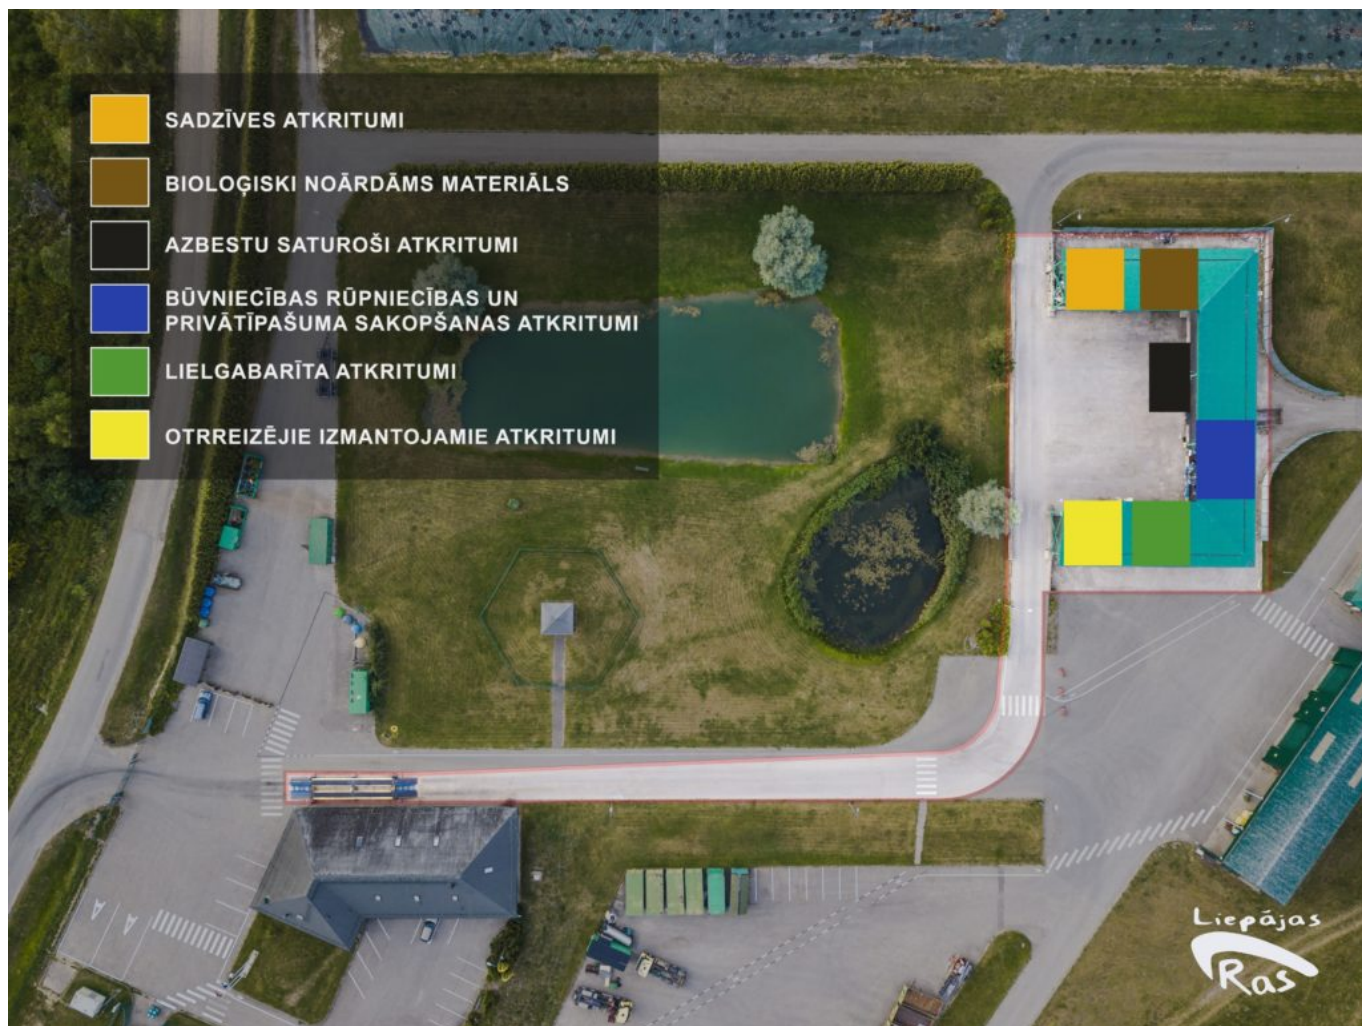 SADZĪVES ATKRITUMI
BIOLOĢISKI NOĀRDĀMS MATERIĀLS
AZBESTU SATUROŠI ATKRITUMI
BŪVNIECĪBAS RŪPNIECĪBAS UN
PRIVĀTĪPAŠUMA SAKOPŠANAS ATKRITUMI
LIELGABARĪTA ATKRITUMI
OTRREIZĒJIE IZMANTOJAMIE ATKRITUMI
Liepājas
Ras